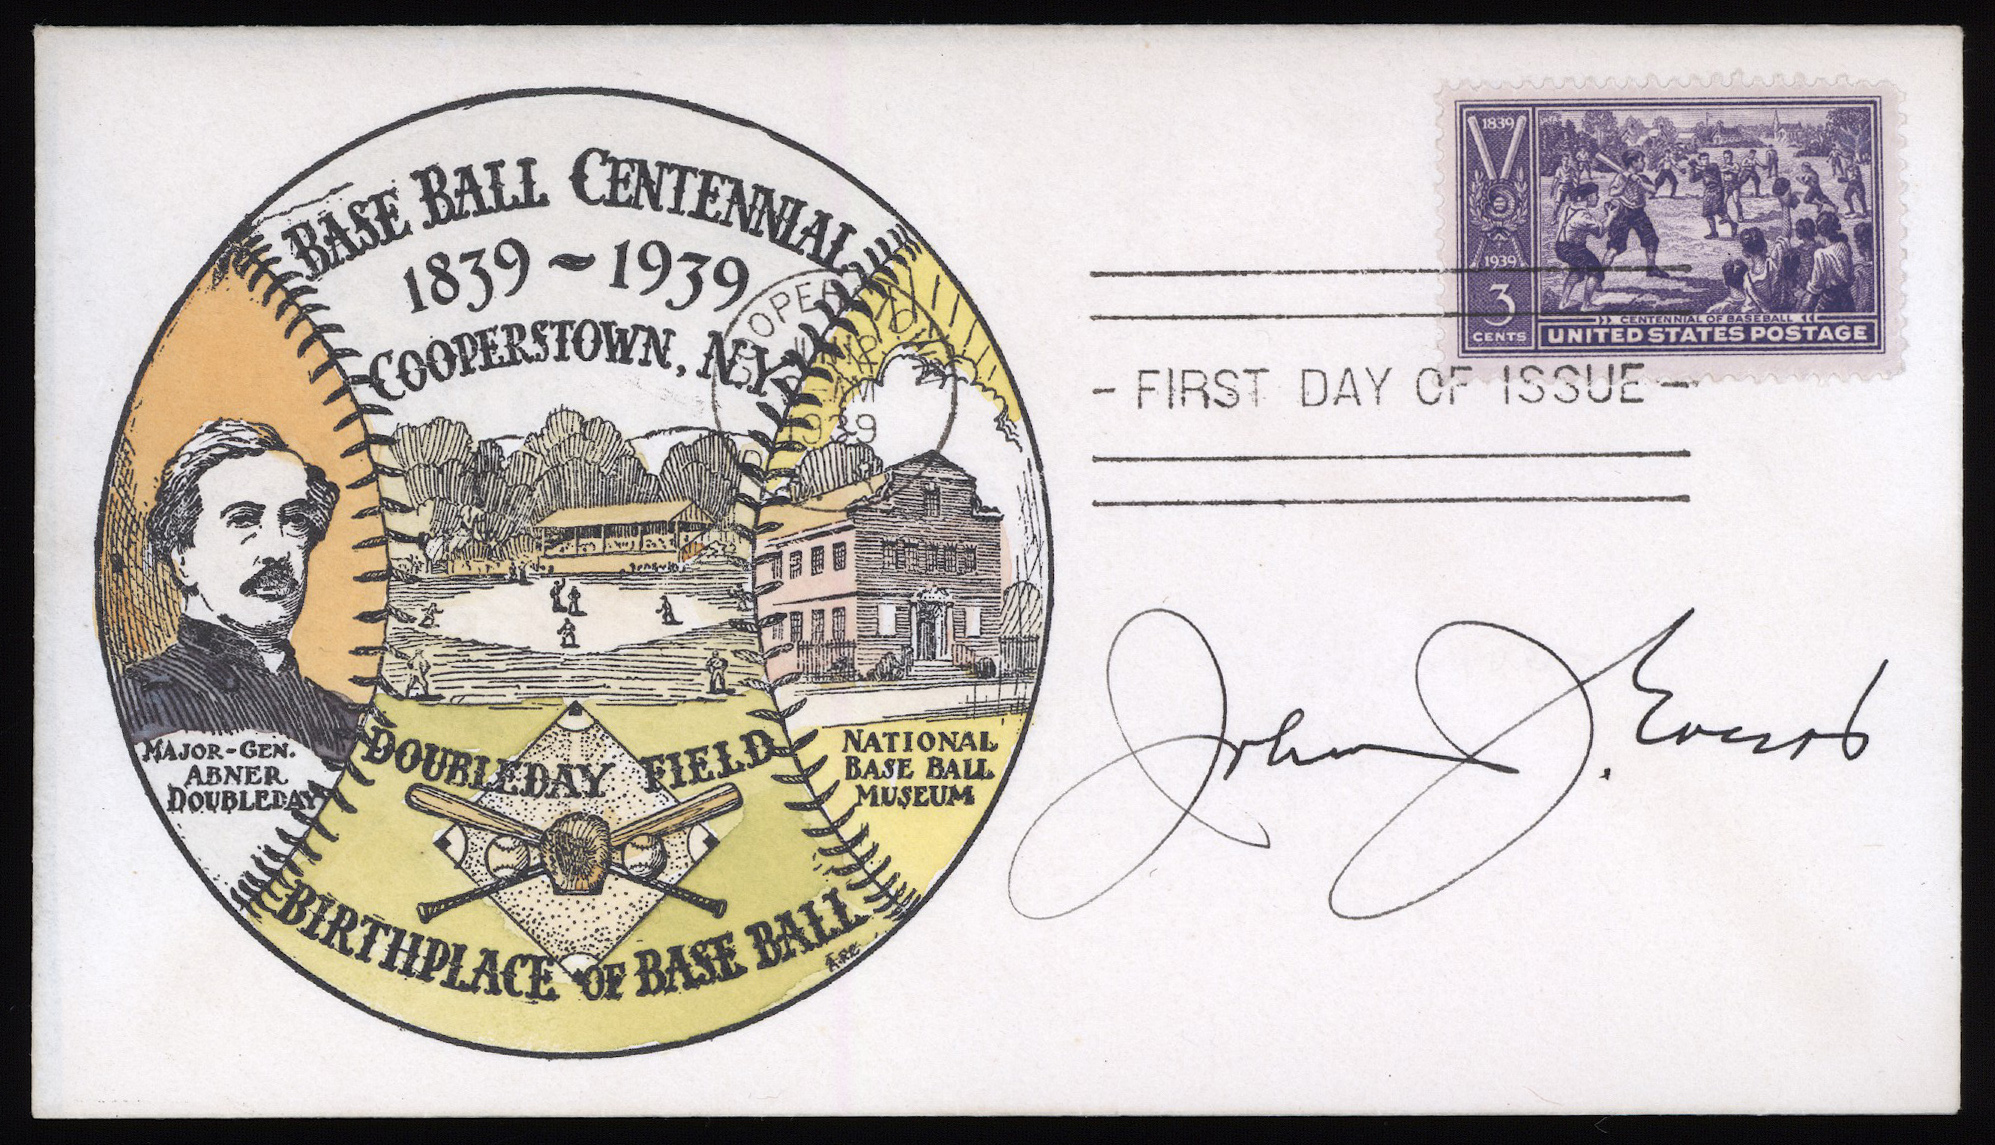 BASE BALL CENTENNIAL
1839 ~ 1939
COOPERSTOWN, N.Y.
MAJOR-GEN.
ABNER
DOUBLEDAY
DOUBLEDAY FIELD
NATIONAL
BASE BALL
MUSEUM
BIRTHPLACE OF BASE BALL
AM
1839
1939
3
CENTS
CENTENNIAL OF BASEBALL
UNITED STATES POSTAGE
- FIRST DAY OF ISSUE -
John J. Evers